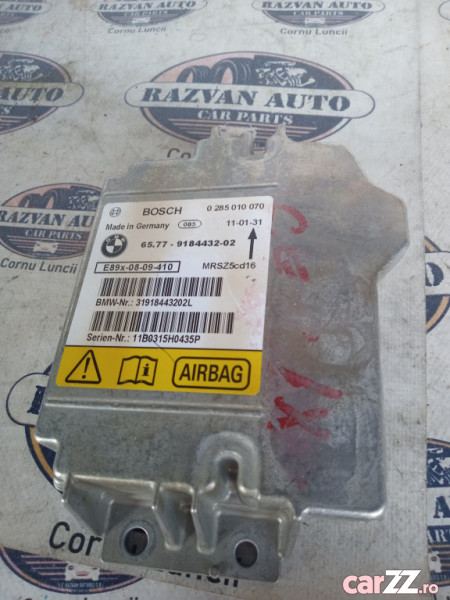 RAZVAN AUTO
CAR PARTS
Cornu Luncii
BOSCH
0 285 010 070
Made in Germany
083
11-01-31
65.77 - 9184432-02
E89x-08-09-410
MRSZ5cd16
BMW-Nr.: 31918443202L
Serien-Nr.: 11B0315H0435P
AIRBAG
carZZ.ro